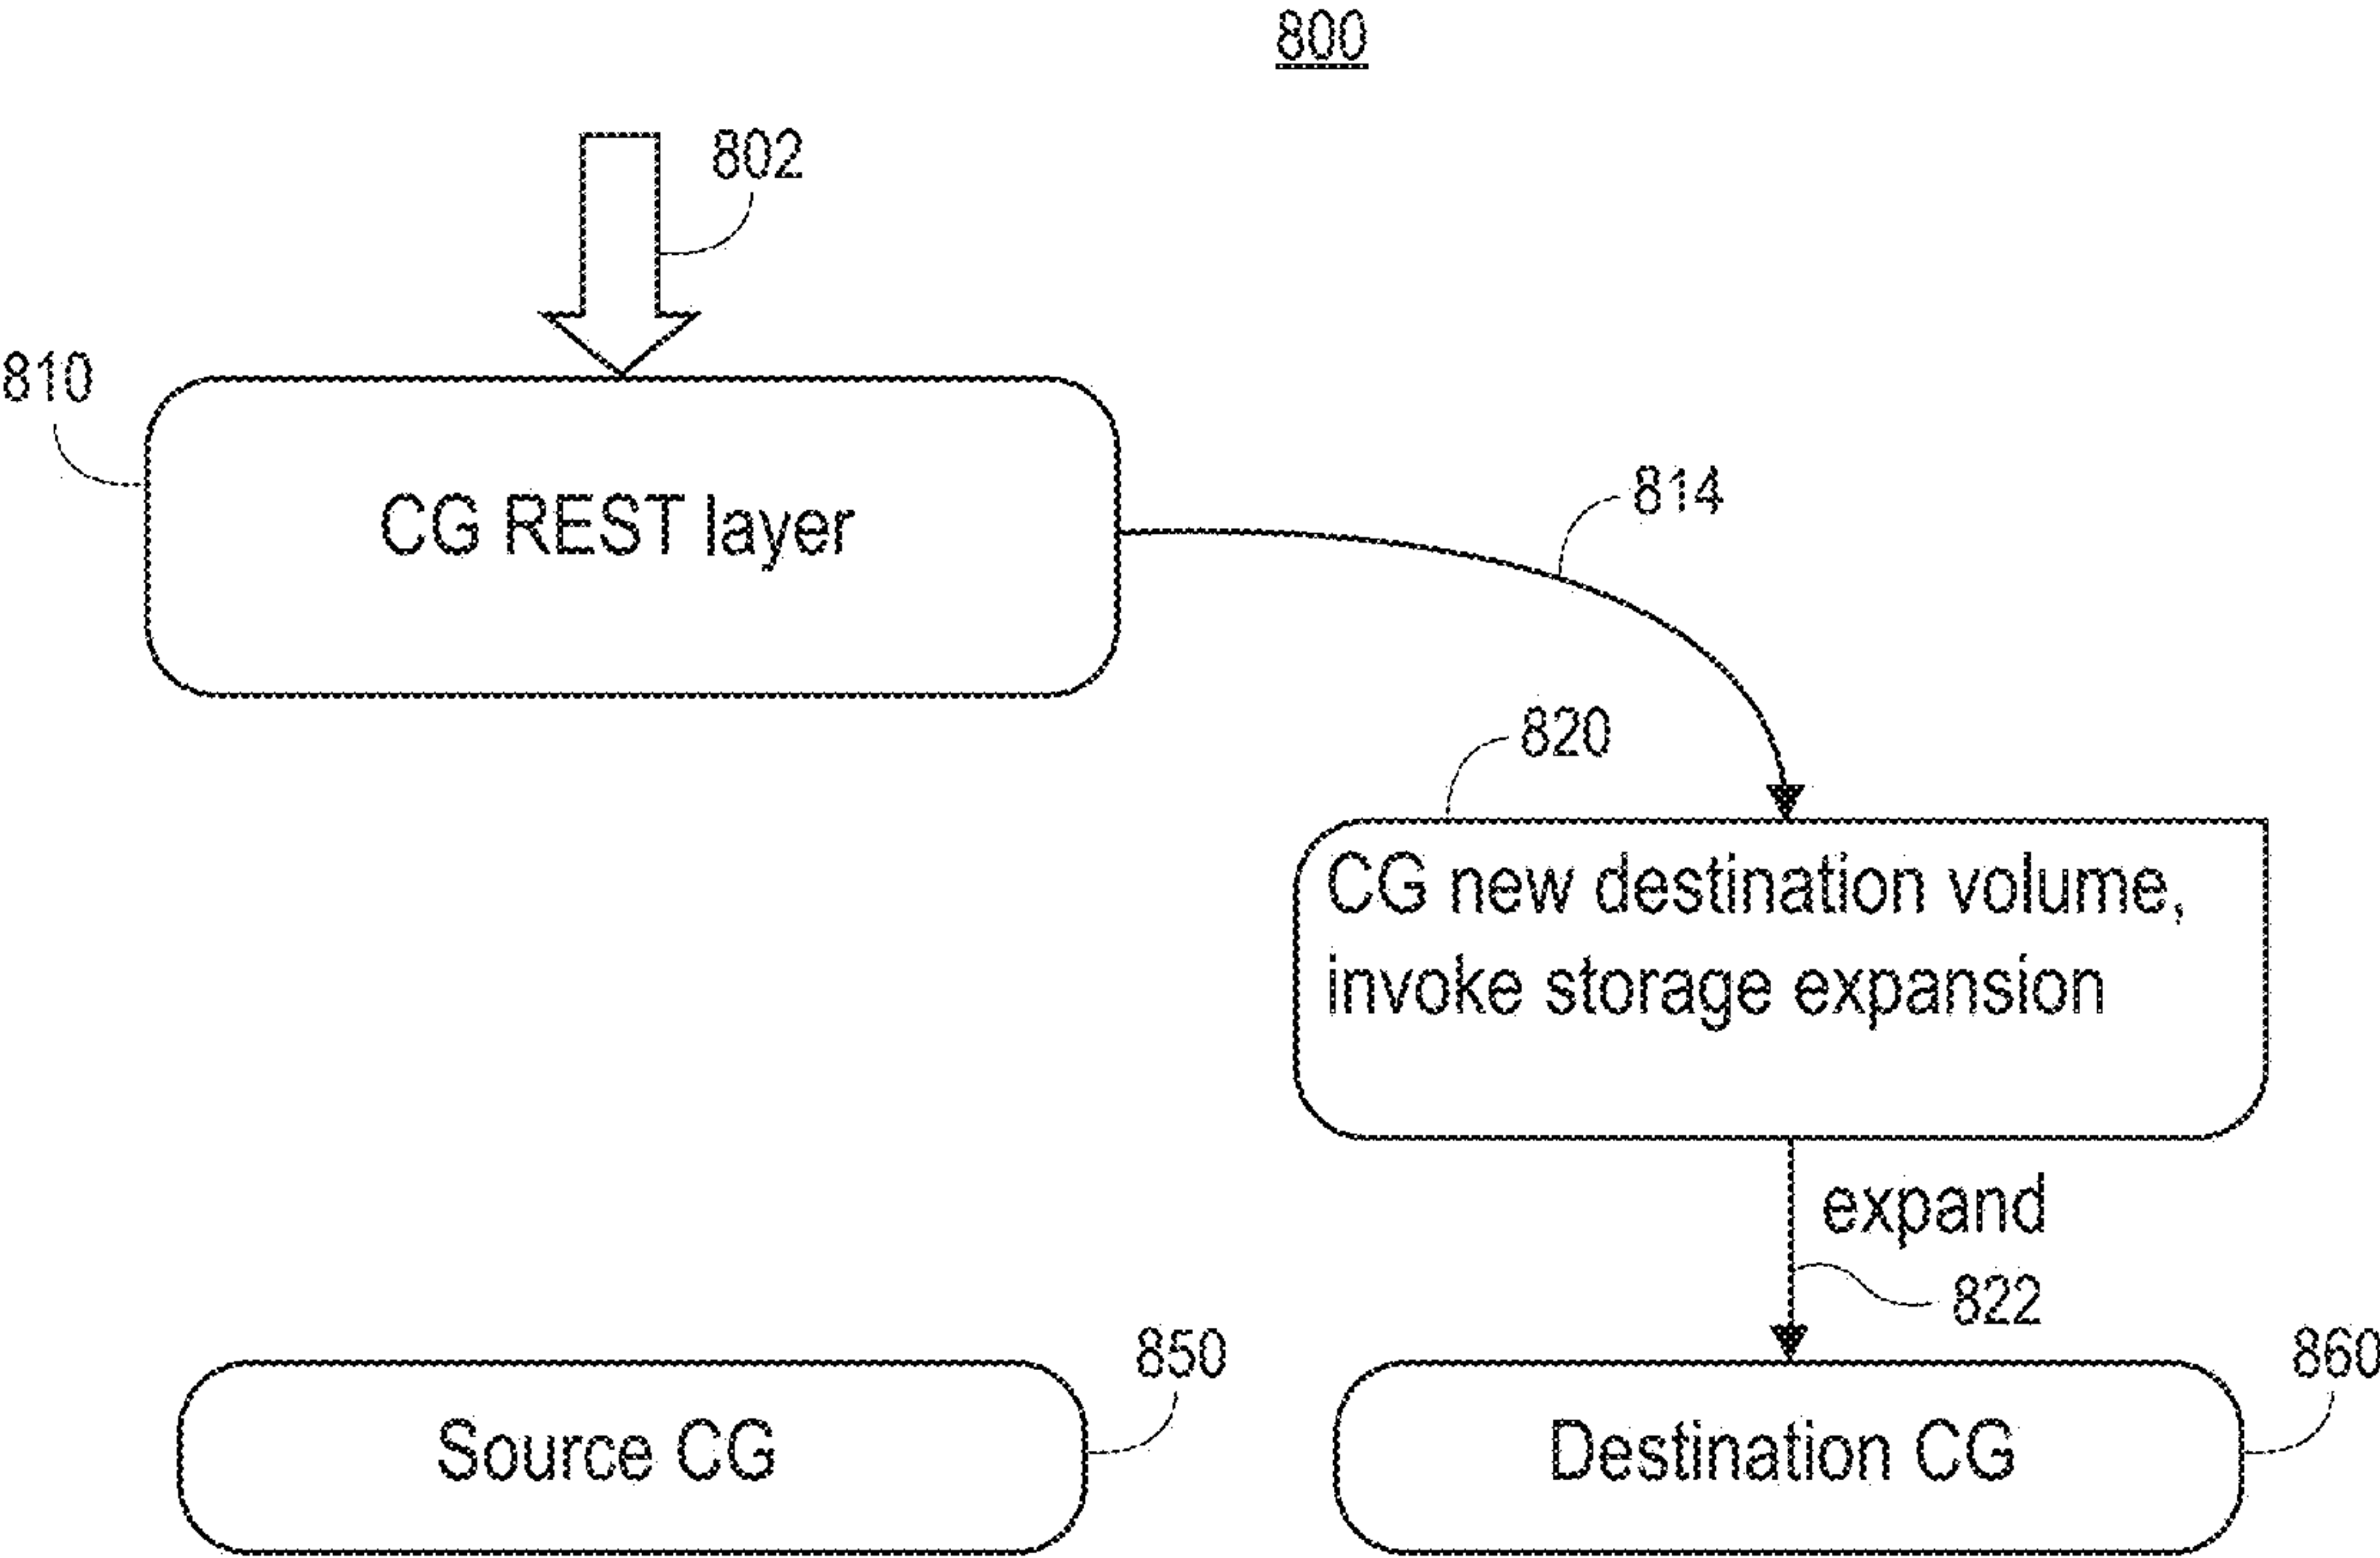 800
802
810
CG REST layer
814
820
CG new destination volume,
invoke storage expansion
expand
822
850
860
Source CG
Destination CG